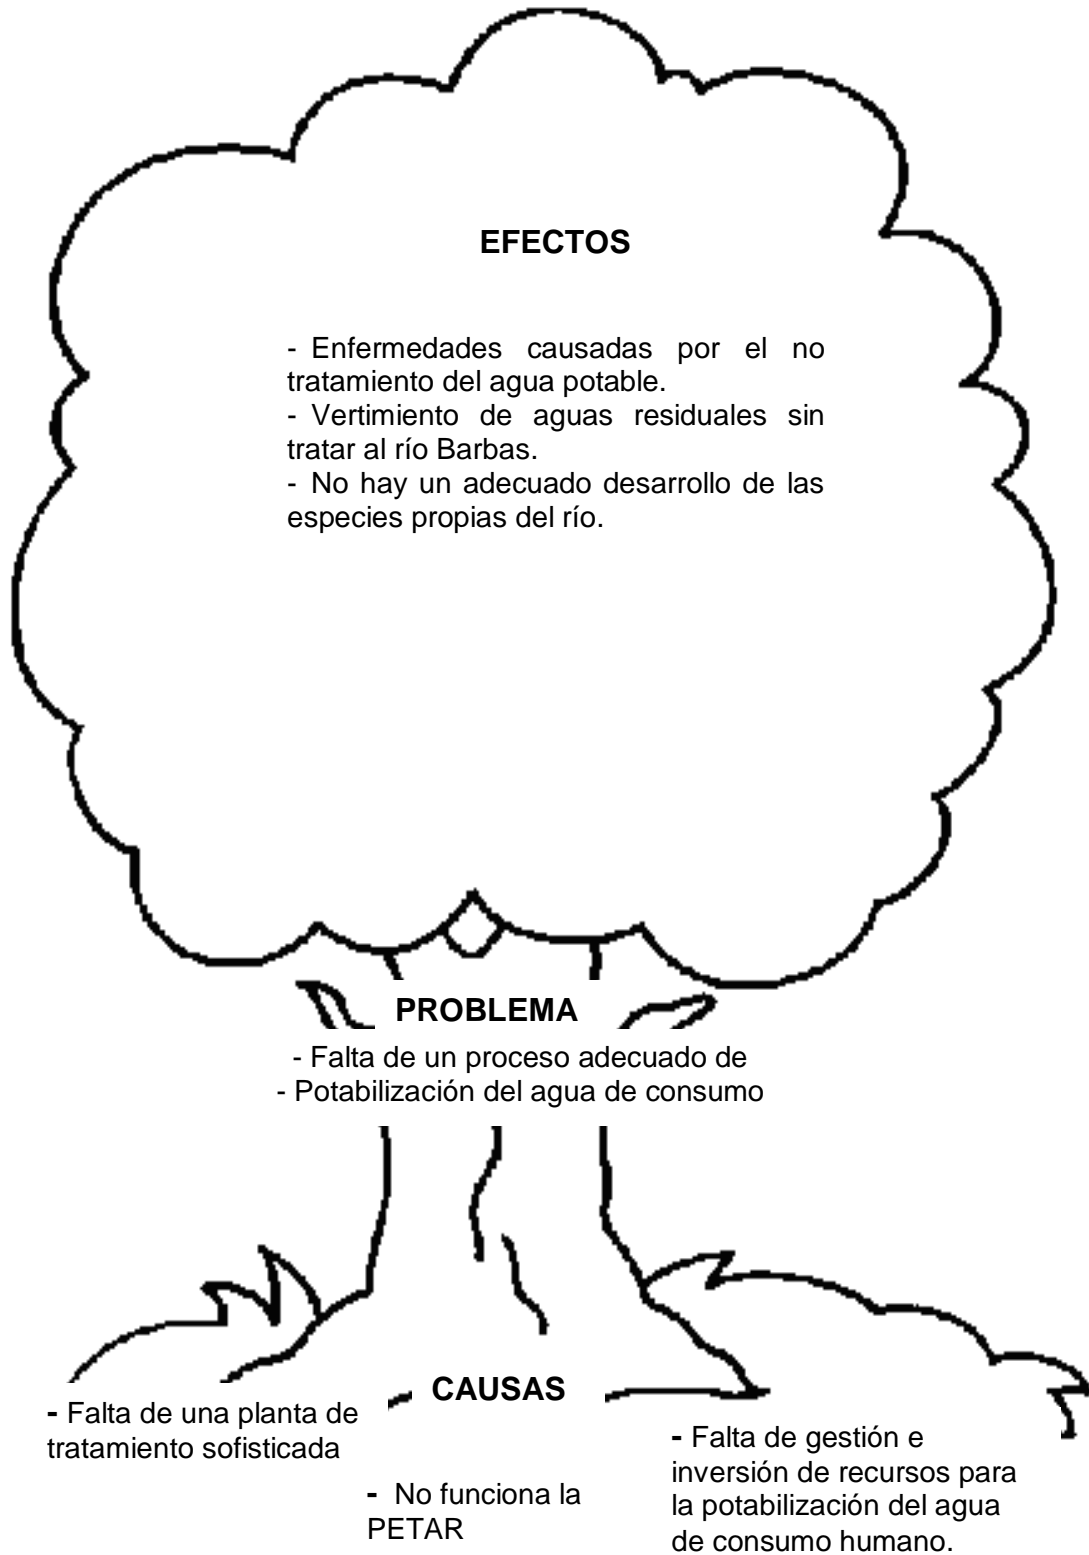 EFECTOS
- Enfermedades causadas por el no
tratamiento del agua potable.
- Vertimiento de aguas residuales sin
tratar al río Barbas.
- No hay un adecuado desarrollo de las
especies propias del río.
PROBLEMA
- Falta de un proceso adecuado de
- Potabilización del agua de consumo
CAUSAS
- Falta de una planta de
tratamiento sofisticada
- No funciona la
PETAR
- Falta de gestión e
inversión de recursos para
la potabilización del agua
de consumo humano.